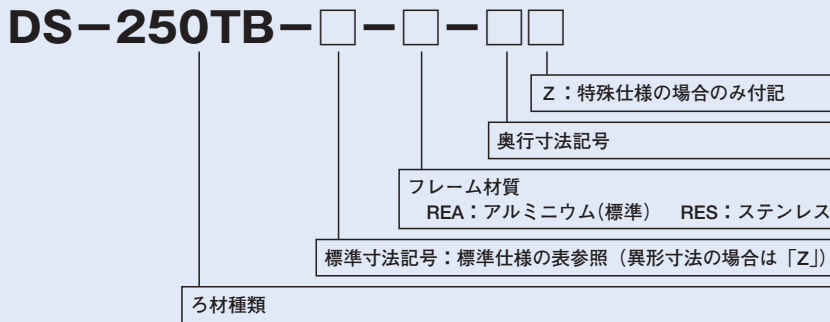 DS−250TB−□−□−□□
Z：特殊仕様の場合のみ付記
奥行寸法記号
フレーム材質
REA：アルミニウム(標準)　RES：ステンレス
標準寸法記号：標準仕様の表参照（異形寸法の場合は「Z」）
ろ材種類